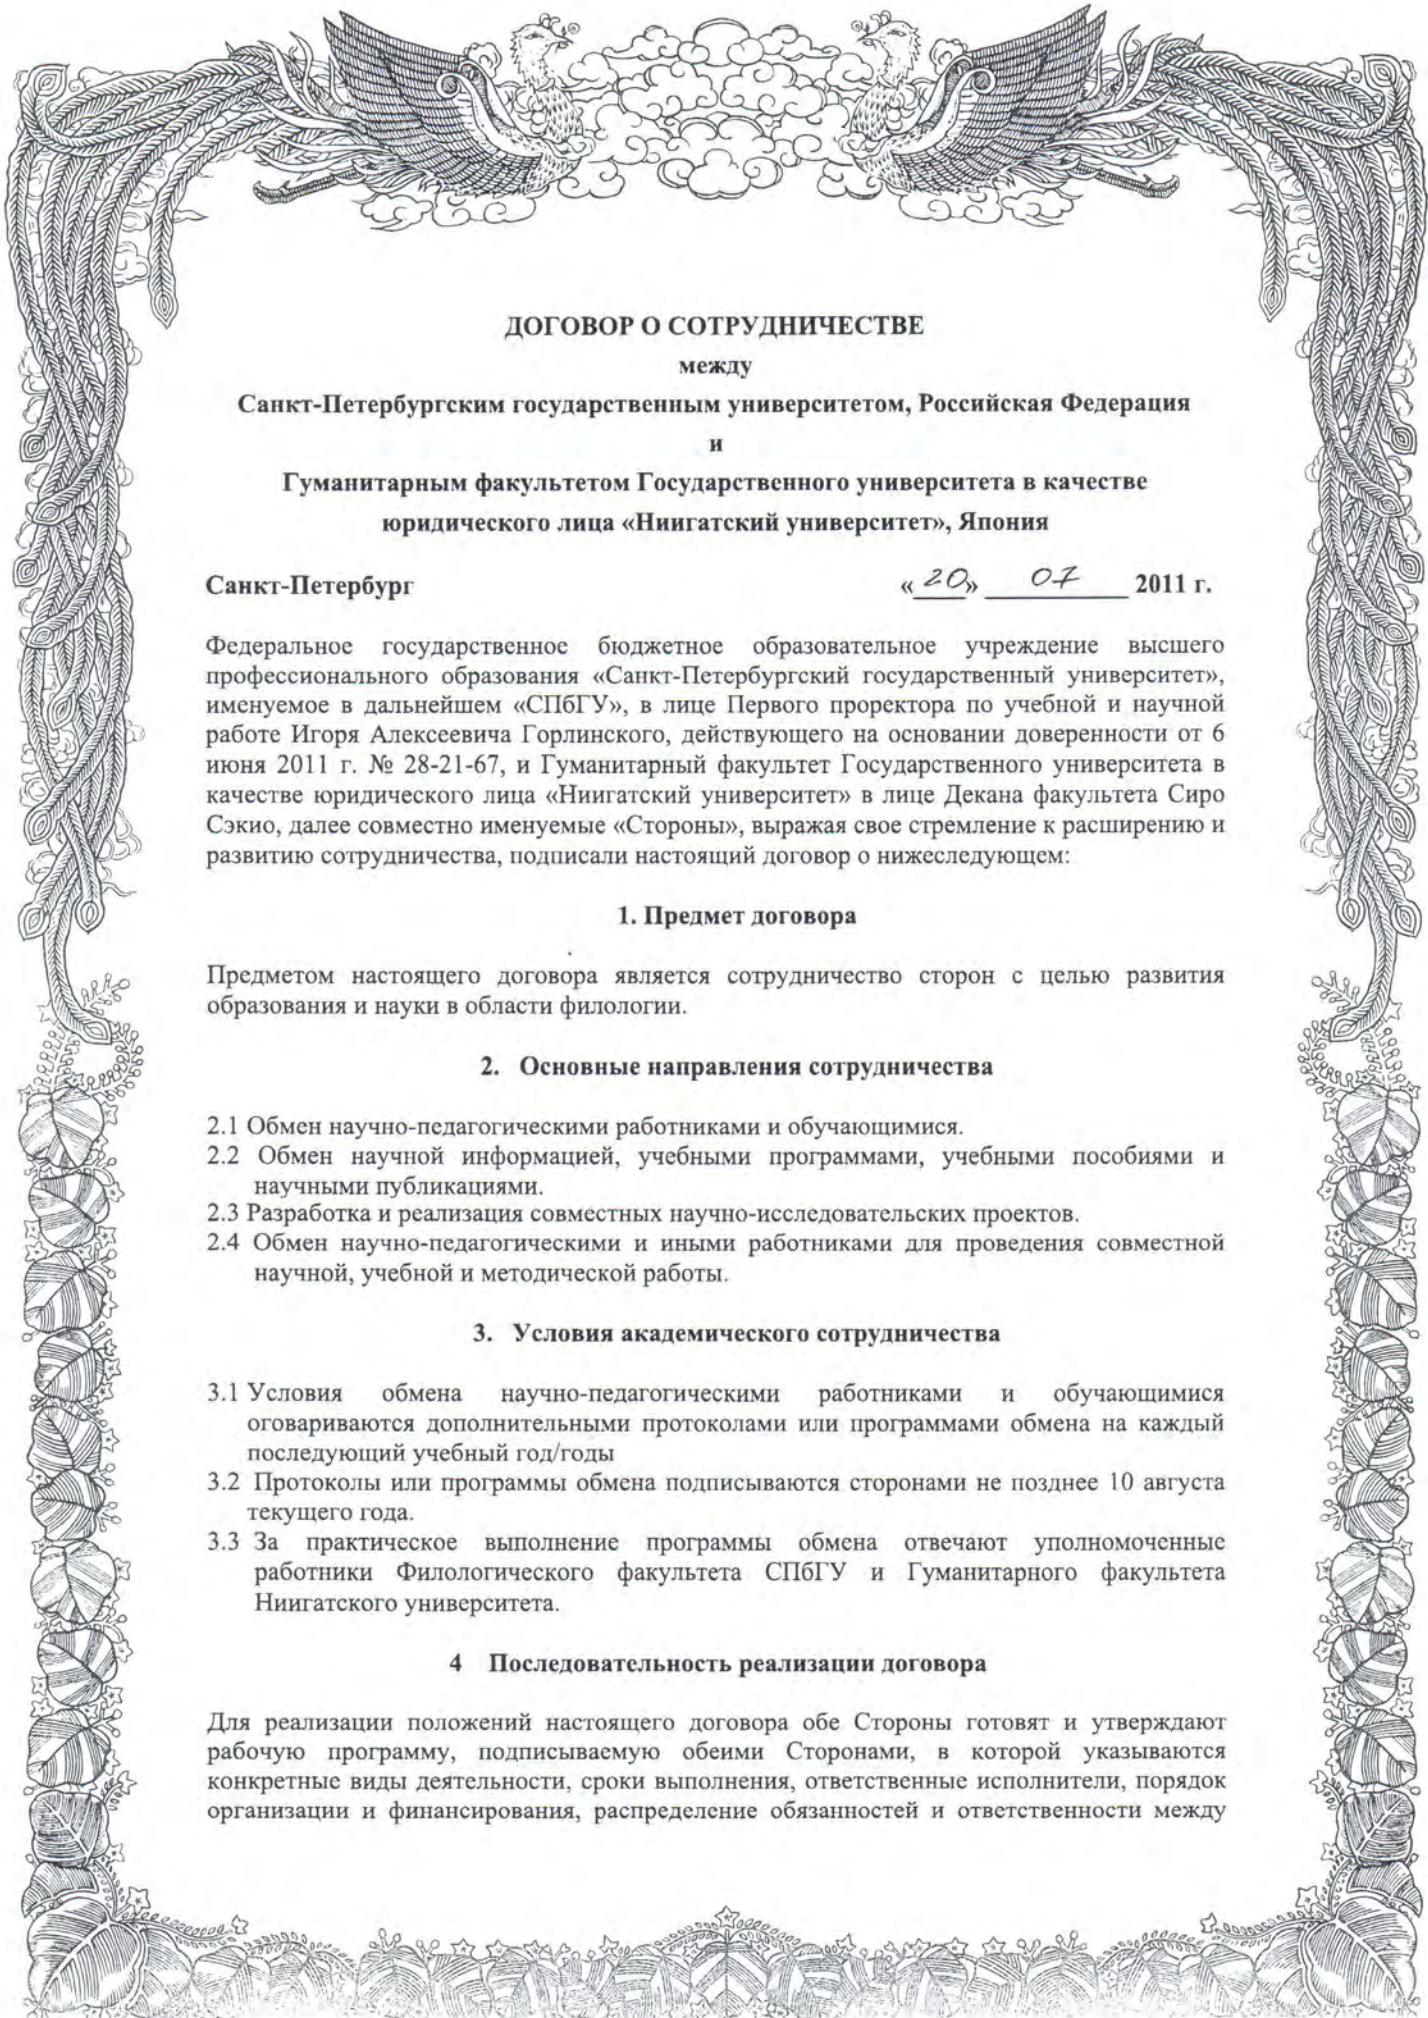 ДОГОВОР О СОТРУДНИЧЕСТВЕ
между
Санкт-Петербургским государственным университетом, Российская Федерация
и
Гуманитарным факультетом Государственного университета в качестве
юридического лица «Ниигатский университет», Япония
Санкт-Петербург «20» 07 2011 г.
Федеральное государственное бюджетное образовательное учреждение высшего
профессионального образования «Санкт-Петербургский государственный университет»,
именуемое в дальнейшем «СПбГУ», в лице Первого проректора по учебной и научной
работе Игоря Алексеевича Горлинского, действующего на основании доверенности от 6
июня 2011 г. № 28-21-67, и Гуманитарный факультет Государственного университета в
качестве юридического лица «Ниигатский университет» в лице Декана факультета Сиро
Сэкио, далее совместно именуемые «Стороны», выражая свое стремление к расширению и
развитию сотрудничества, подписали настоящий договор о нижеследующем:
1. Предмет договора
Предметом настоящего договора является сотрудничество сторон с целью развития
образования и науки в области филологии.
2. Основные направления сотрудничества
2.1 Обмен научно-педагогическими работниками и обучающимися.
2.2 Обмен научной информацией, учебными программами, учебными пособиями и
научными публикациями.
2.3 Разработка и реализация совместных научно-исследовательских проектов.
2.4 Обмен научно-педагогическими и иными работниками для проведения совместной
научной, учебной и методической работы.
3. Условия академического сотрудничества
3.1 Условия обмена научно-педагогическими работниками и обучающимися
оговариваются дополнительными протоколами или программами обмена на каждый
последующий учебный год/годы
3.2 Протоколы или программы обмена подписываются сторонами не позднее 10 августа
текущего года.
3.3 За практическое выполнение программы обмена отвечают уполномоченные
работники Филологического факультета СПбГУ и Гуманитарного факультета
Ниигатского университета.
4 Последовательность реализации договора
Для реализации положений настоящего договора обе Стороны готовят и утверждают
рабочую программу, подписываемую обеими Сторонами, в которой указываются
конкретные виды деятельности, сроки выполнения, ответственные исполнители, порядок
организации и финансирования, распределение обязанностей и ответственности между